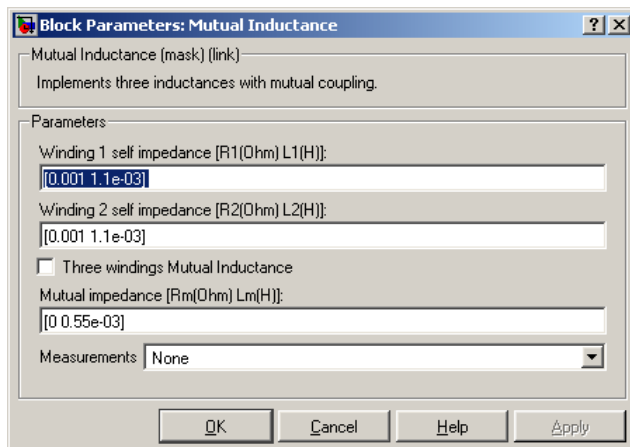 Block Parameters: Mutual Inductance
Mutual Inductance (mask) (link)
Implements three inductances with mutual coupling.
Parameters
Winding 1 self impedance [R1(Ohm) L1(H)]:
[0.001 1.1e-03]
Winding 2 self impedance [R2(Ohm) L2(H)]:
[0.001 1.1e-03]
Three windings Mutual Inductance
Mutual impedance [Rm(Ohm) Lm(H)]:
[0 0.55e-03]
Measurements None
OK Cancel Help Apply